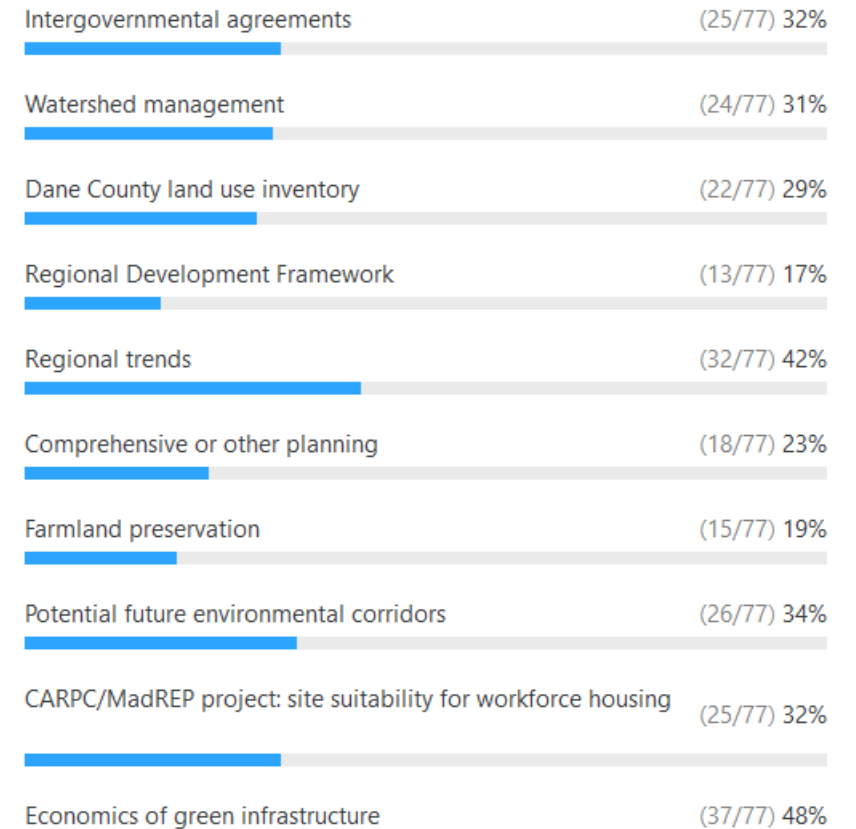 Intergovernmental agreements (25/77) 32%
Watershed management (24/77) 31%
Dane County land use inventory (22/77) 29%
Regional Development Framework (13/77) 17%
Regional trends (32/77) 42%
Comprehensive or other planning (18/77) 23%
Farmland preservation (15/77) 19%
Potential future environmental corridors (26/77) 34%
CARPC/MadREP project: site suitability for workforce housing (25/77) 32%
Economics of green infrastructure (37/77) 48%